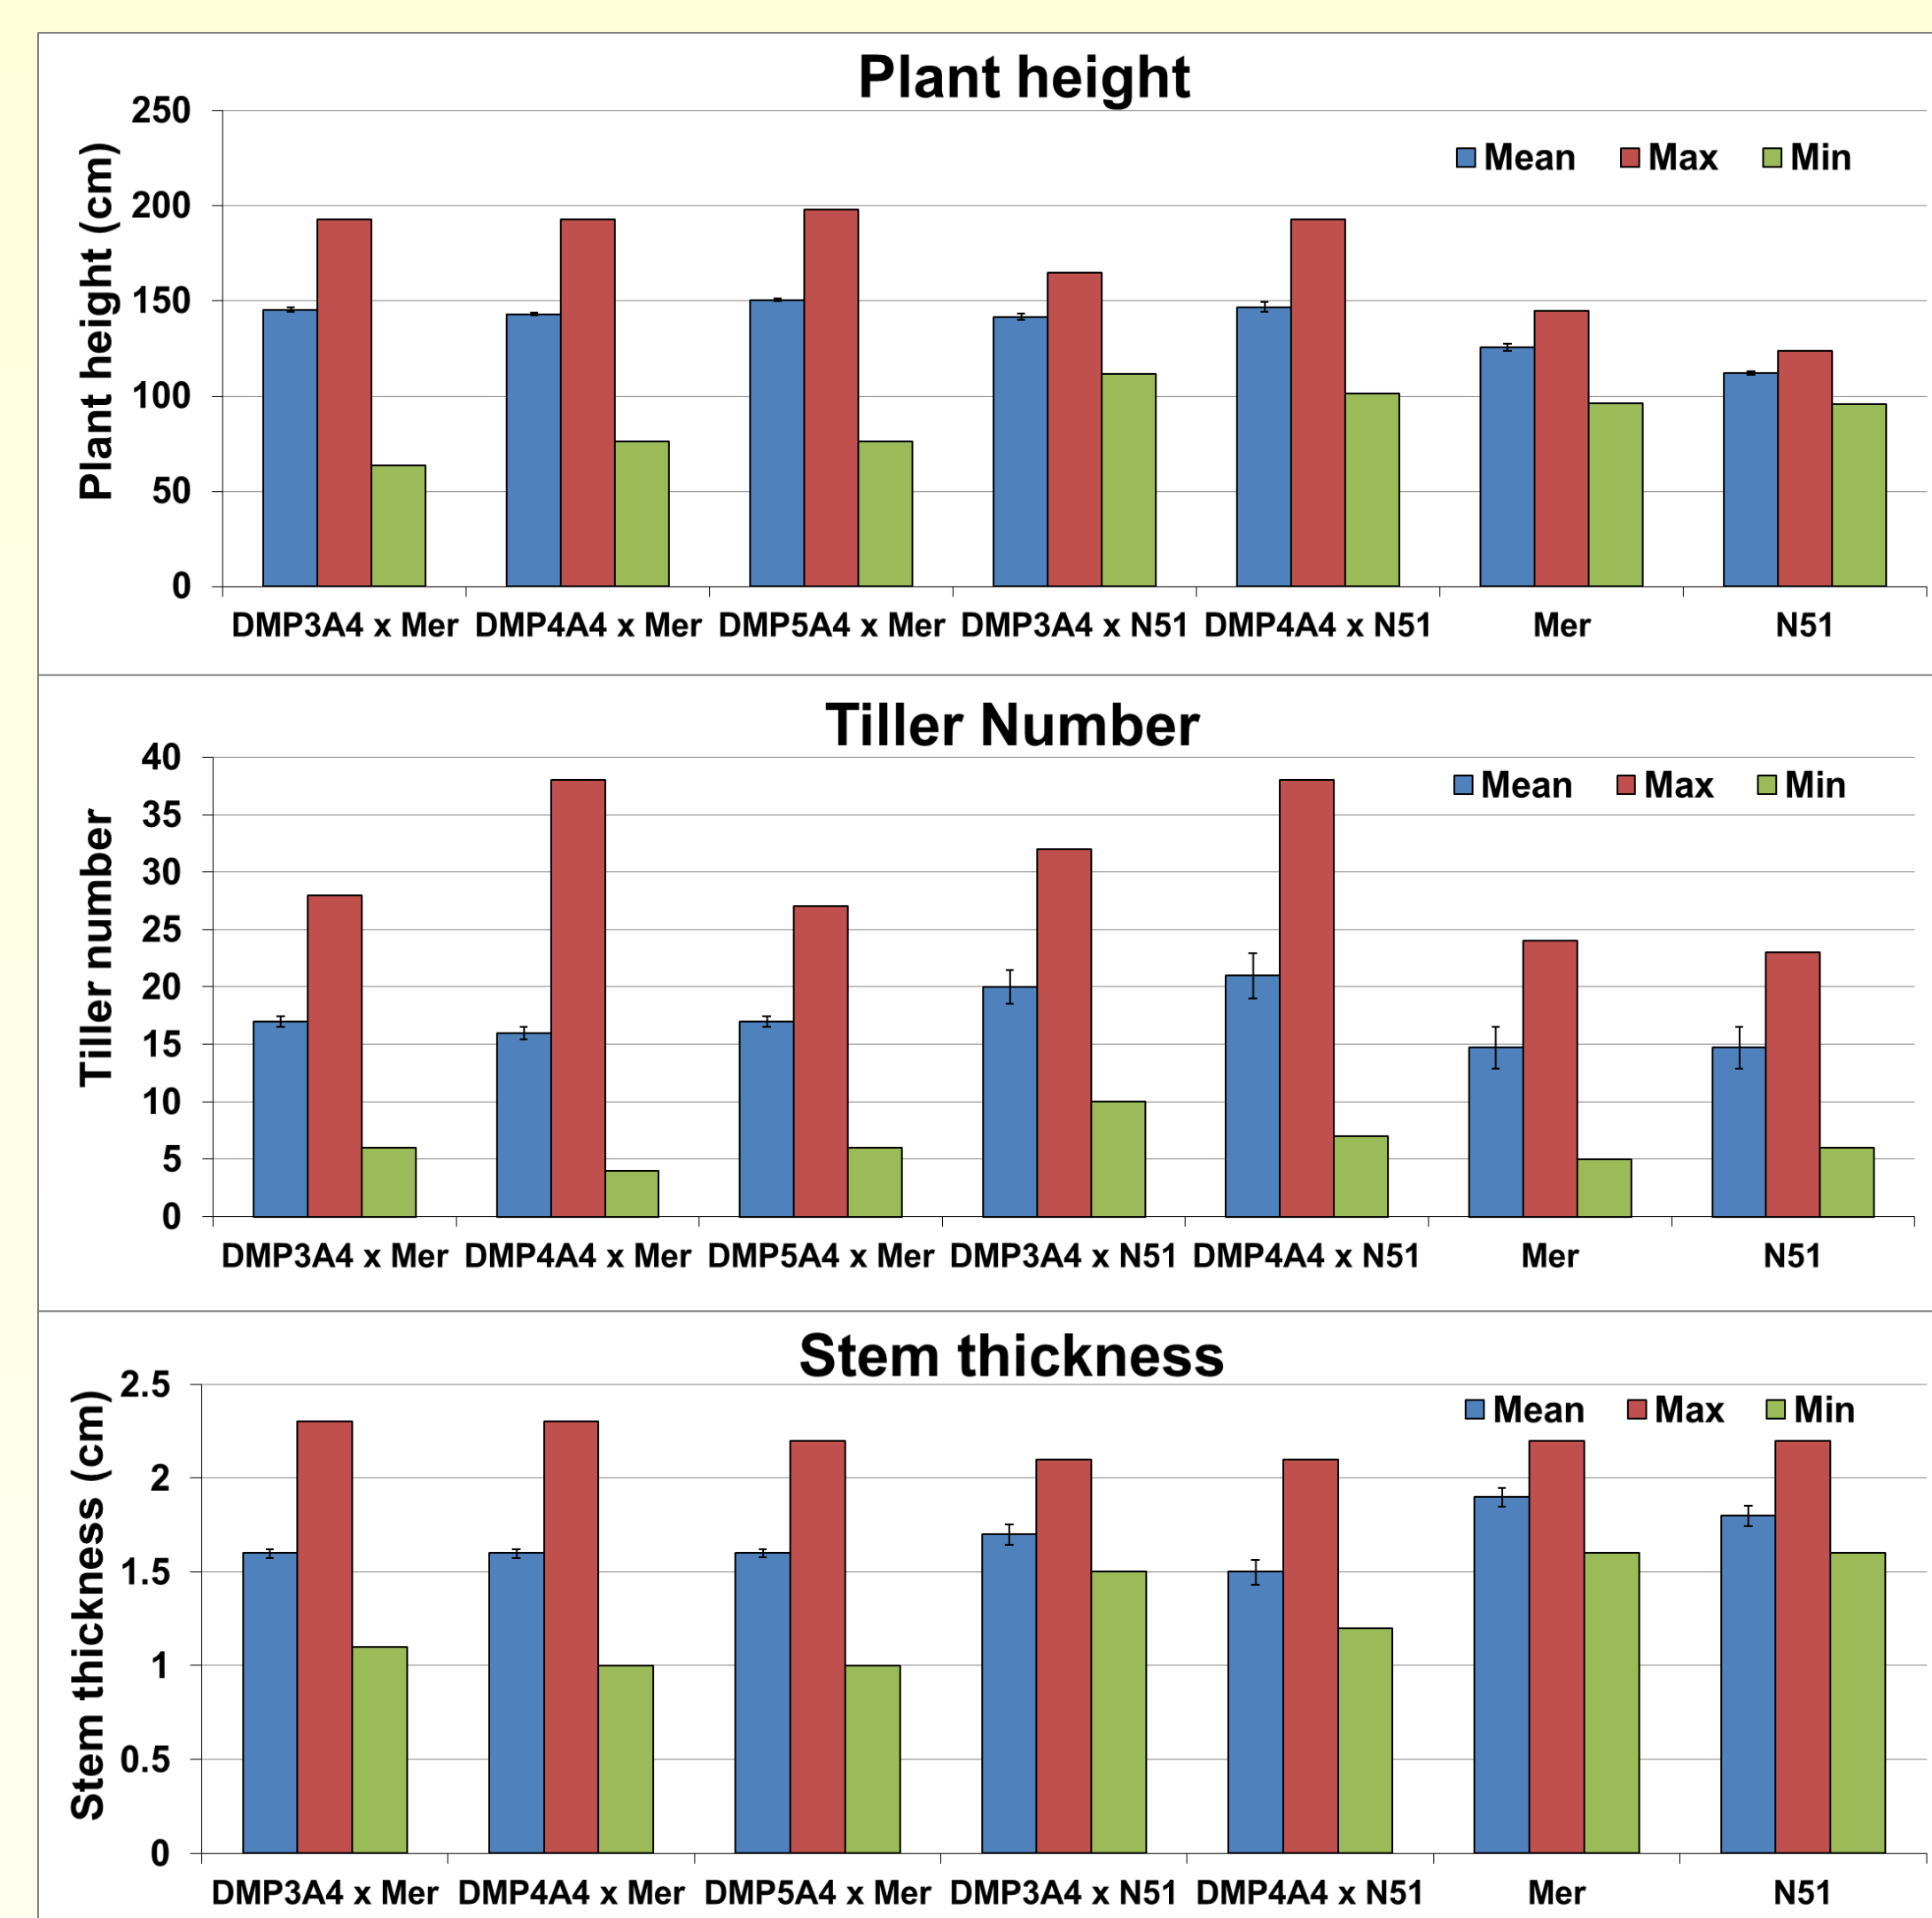 Plant height
Plant height (cm)
250
200
150
100
50
0
Mean Max Min
DMP3A4 x Mer DMP4A4 x Mer DMP5A4 x Mer DMP3A4 x N51 DMP4A4 x N51 Mer N51
Tiller Number
Tiller number
40
35
30
25
20
15
10
5
0
Mean Max Min
DMP3A4 x Mer DMP4A4 x Mer DMP5A4 x Mer DMP3A4 x N51 DMP4A4 x N51 Mer N51
Stem thickness
Stem thickness (cm)
2.5
2
1.5
1
0.5
0
Mean Max Min
DMP3A4 x Mer DMP4A4 x Mer DMP5A4 x Mer DMP3A4 x N51 DMP4A4 x N51 Mer N51